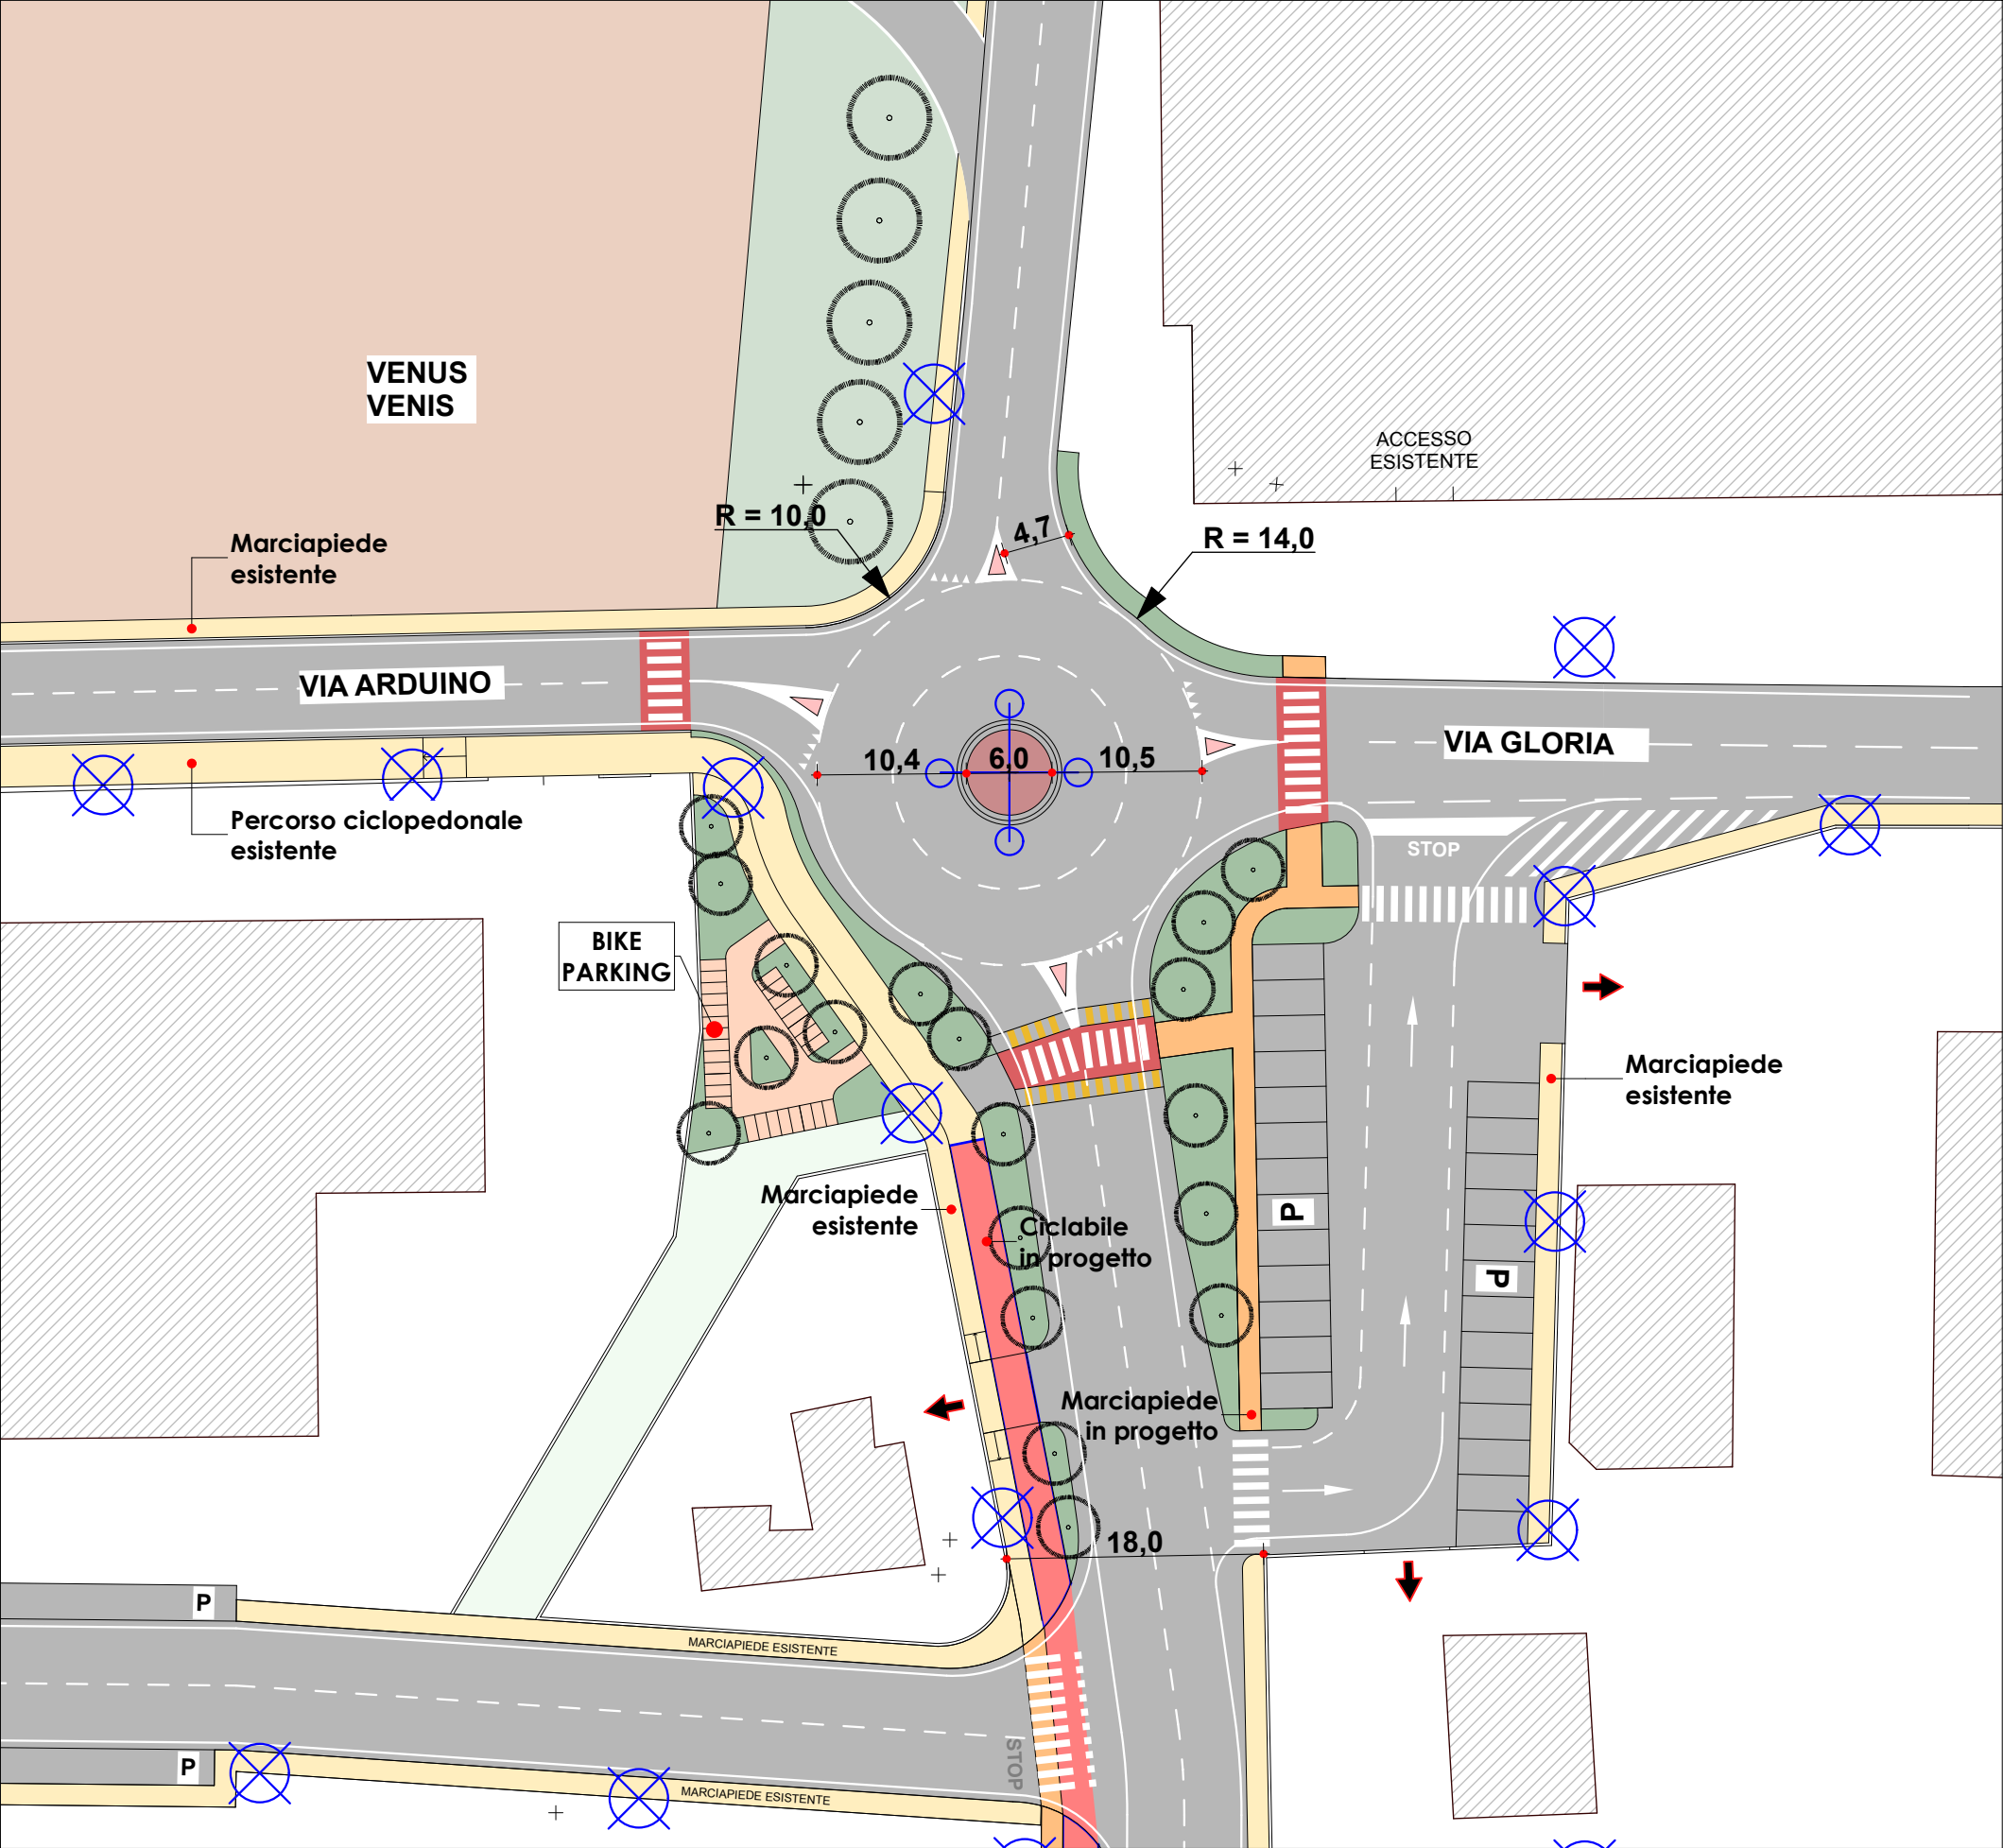 VENUS
VENIS
ACCESSO
ESISTENTE
R = 10,0
4,7
R = 14,0
Marciapiede
esistente
VIA ARDUINO
VIA GLORIA
10,4
6,0
10,5
Percorso ciclopedonale
esistente
STOP
BIKE
PARKING
Marciapiede
esistente
Marciapiede
esistente
P
Ciclabile
in progetto
P
Marciapiede
in progetto
18,0
P
MARCIAPIEDE ESISTENTE
STOP
P
MARCIAPIEDE ESISTENTE